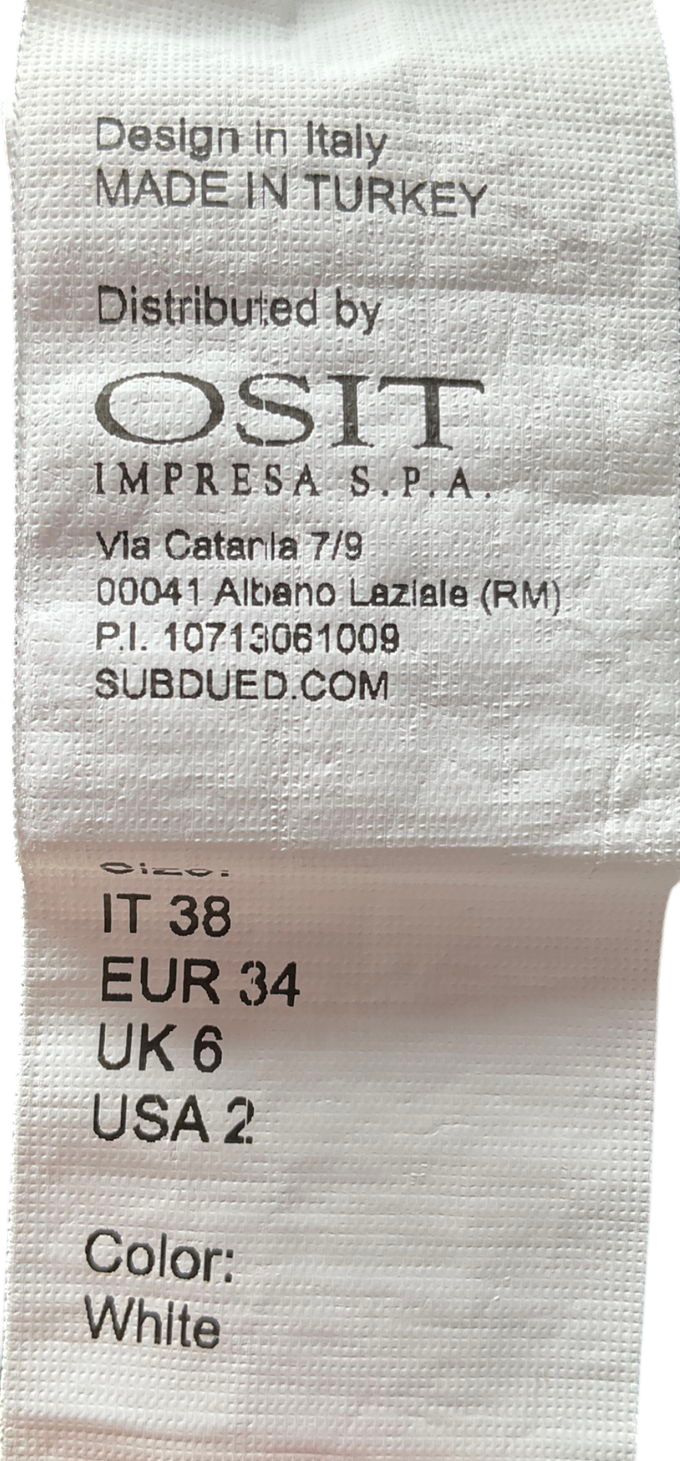 Design in Italy
MADE IN TURKEY
Distributed by
OSIT
IMPRESA S.P.A.
Via Catania 7/9
00041 Albano Laziale (RM)
P.I. 10713061009
SUBDUED.COM
Size:
IT 38
EUR 34
UK 6
USA 2
Color:
White